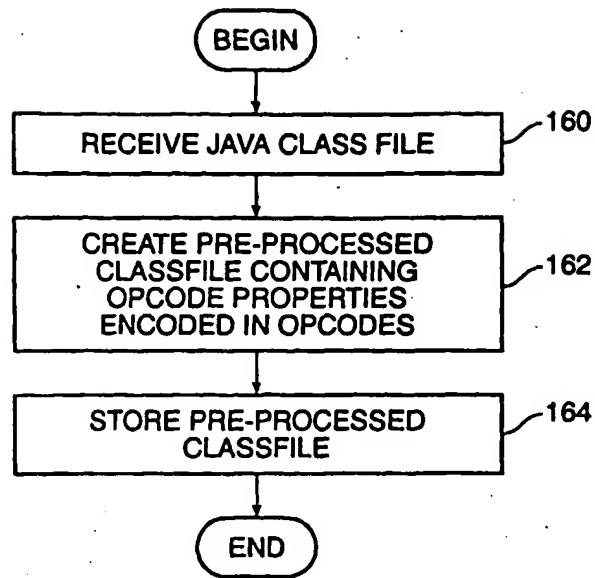 BEGIN
RECEIVE JAVA CLASS FILE
160
CREATE PRE-PROCESSED
CLASSFILE CONTAINING
OPCODE PROPERTIES
ENCODED IN OPCODES
162
STORE PRE-PROCESSED
CLASSFILE
164
END